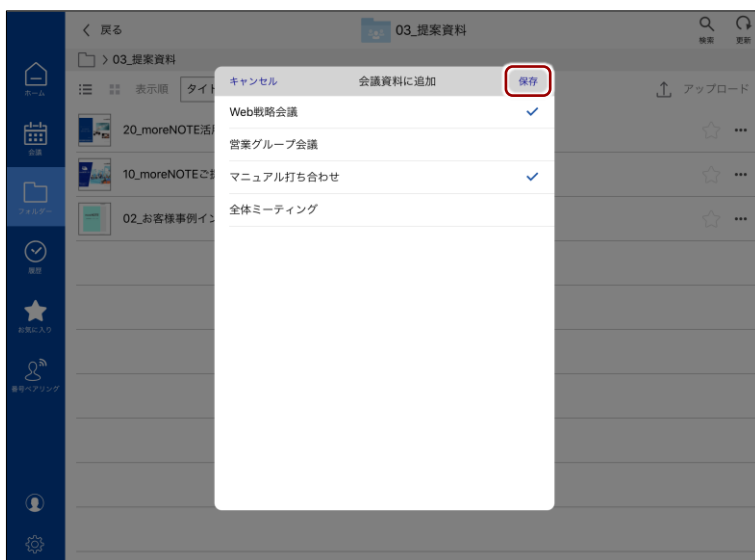 戻る
03_提案資料
検索
更新
> 03_提案資料
ホーム
表示順
タイト
アップロード
キャンセル
会議資料に追加
保存
Web戦略会議
営業グループ会議
マニュアル打ち合わせ
全体ミーティング
20_moreNOTE活
会議
10_moreNOTEご
フォルダー
02_お客様事例イン
履歴
お気に入り
番号ペアリング